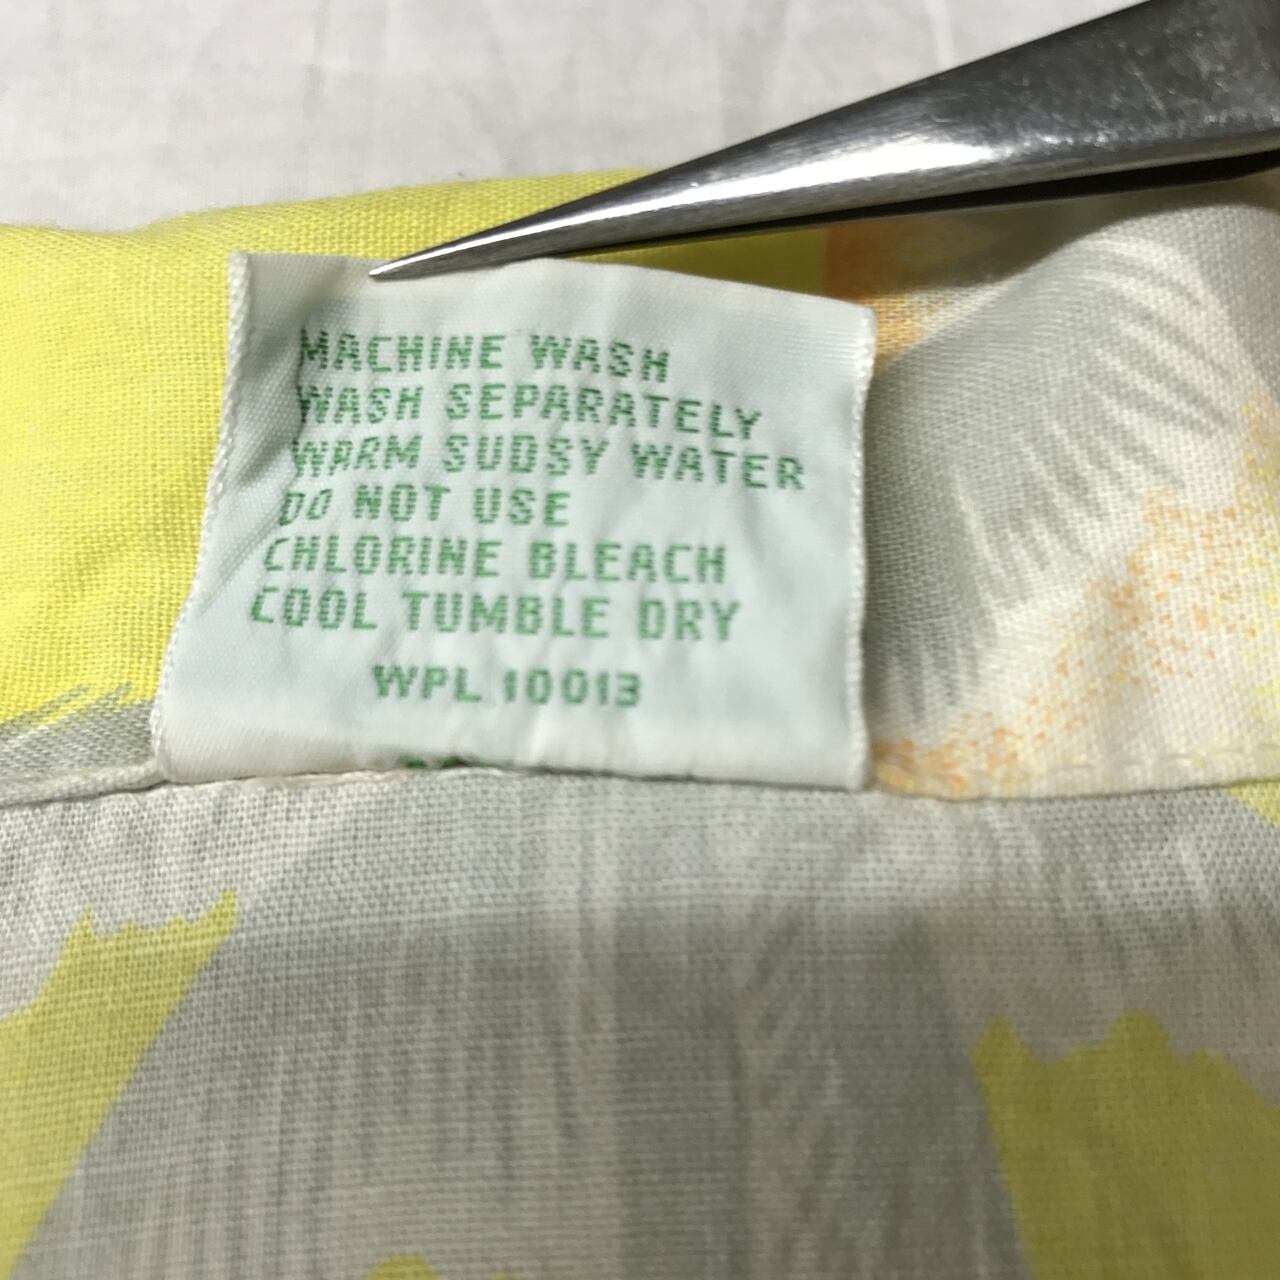 MACHINE WASH
WASH SEPARATELY
WARM SUDSY WATER
DO NOT USE
CHLORINE BLEACH
COOL TUMBLE DRY
WPL 10013